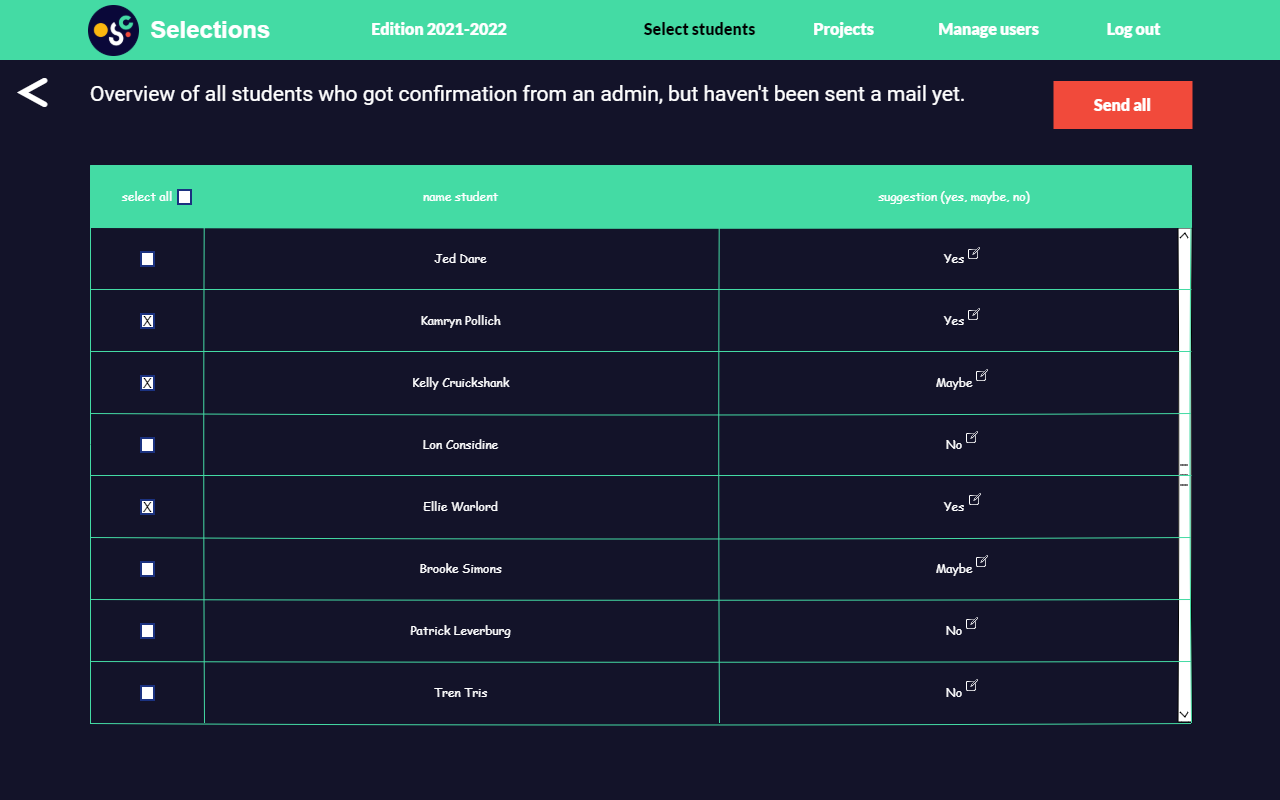 Selections
Edition 2021-2022
Select students
Projects
Manage users
Log out
<
Overview of all students who got confirmation from an admin, but haven't been sent a mail yet.
Send all
select all
name student
suggestion (yes, maybe, no)
Jed Dare
Yes
X
Kamryn Pollich
Yes
X
Kelly Cruickshank
Maybe
Lon Considine
No
X
Ellie Warlord
Yes
Brooke Simons
Maybe
Patrick Leverburg
No
Tren Tris
No